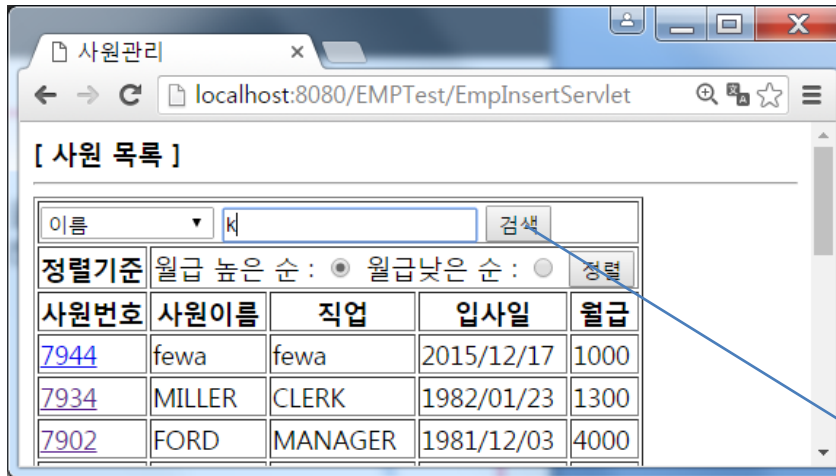 사원관리
localhost:8080/EMPTest/EmpInsertServlet
[ 사원 목록 ]
이름 k 검색
정렬기준 월급 높은 순 : 월급낮은 순 : 정렬
사원번호 사원이름 직업 입사일 월급
7944 fewa fewa 2015/12/17 1000
7934 MILLER CLERK 1982/01/23 1300
7902 FORD MANAGER 1981/12/03 4000